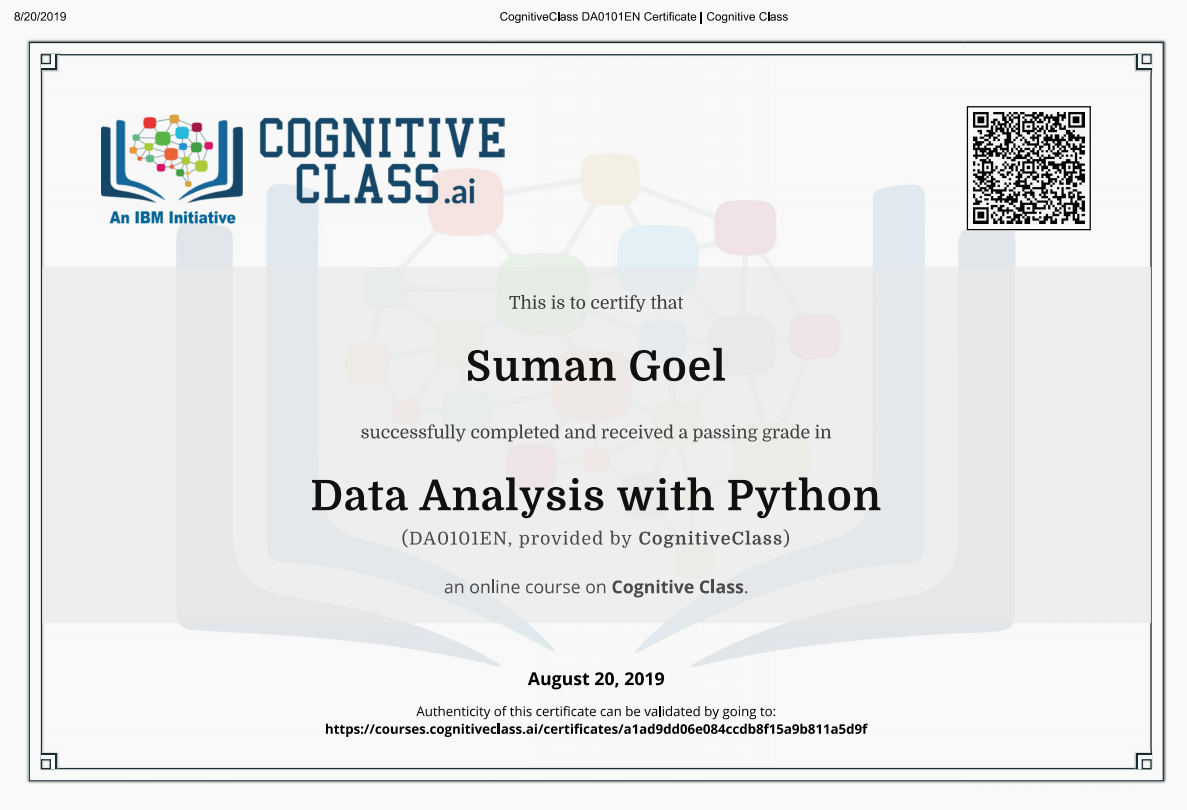 8/20/2019
CognitiveClass DA0101EN Certificate | Cognitive Class
COGNITIVE
CLASS.ai
An IBM Initiative
This is to certify that
Suman Goel
successfully completed and received a passing grade in
Data Analysis with Python
(DA0101EN, provided by CognitiveClass)
an online course on Cognitive Class.
August 20, 2019
Authenticity of this certificate can be validated by going to:
https://courses.cognitiveclass.ai/certificates/a1ad9dd06e084ccdb8f15a9b811a5d9f